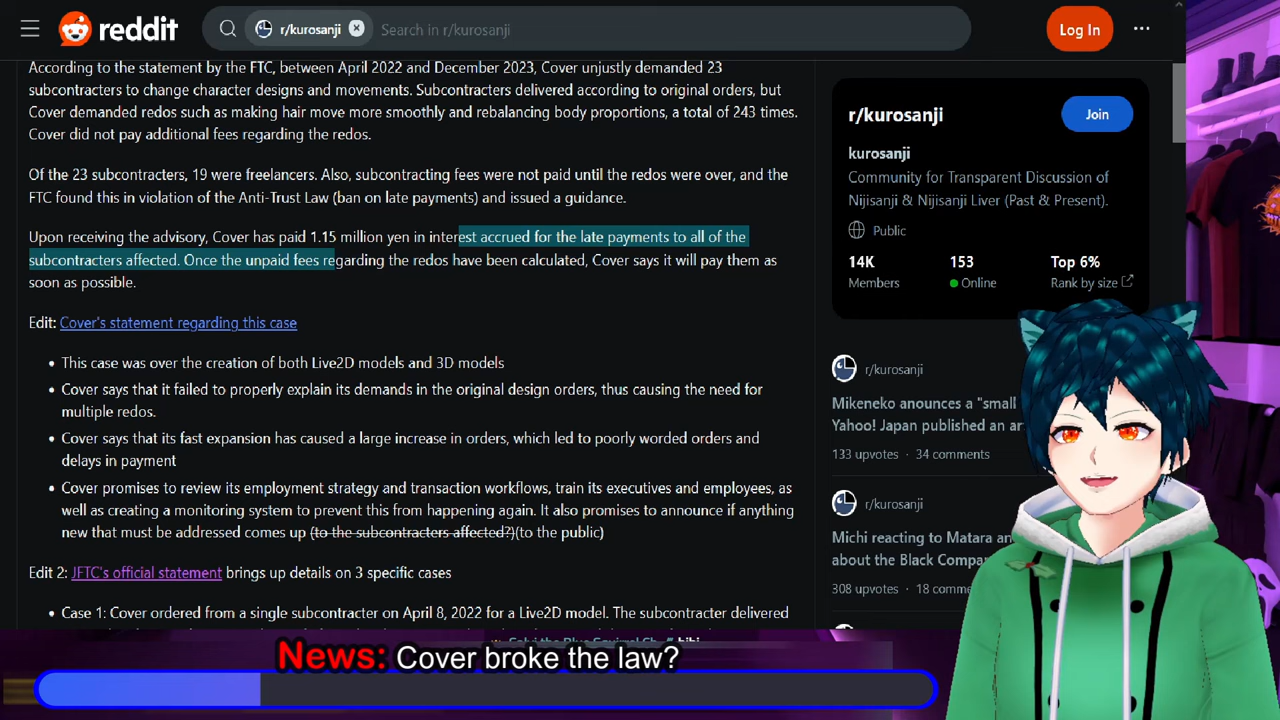 reddit
r/kurosanji
Search in r/kurosanji
Log In
According to the statement by the FTC, between April 2022 and December 2023, Cover unjustly demanded 23
subcontractors to change character designs and movements. Subcontractors delivered according to original orders, but
Cover demanded redos such as making hair move more smoothly and rebalancing body proportions, a total of 243 times.
Cover did not pay additional fees regarding the redos.
Of the 23 subcontractors, 19 were freelancers. Also, subcontracting fees were not paid until the redos were over, and the
FTC found this in violation of the Anti-Trust Law (ban on late payments) and issued a guidance.
Upon receiving the advisory, Cover has paid 1.15 million yen in interest accrued for the late payments to all of the
subcontractors affected. Once the unpaid fees regarding the redos have been calculated, Cover says it will pay them as
soon as possible.
Edit: Cover's statement regarding this case
• This case was over the creation of both Live2D models and 3D models
• Cover says that it failed to properly explain its demands in the original design orders, thus causing the need for
multiple redos.
• Cover says that its fast expansion has caused a large increase in orders, which led to poorly worded orders and
delays in payment
• Cover promises to review its employment strategy and transaction workflows, train its executives and employees, as
well as creating a monitoring system to prevent this from happening again. It also promises to announce if anything
new that must be addressed comes up (to the subcontractors affected?)(to the public)
Edit 2: JFTC's official statement brings up details on 3 specific cases
• Case 1: Cover ordered from a single subcontractor on April 8, 2022 for a Live2D model. The subcontractor delivered
r/kurosanji
Join
kurosanji
Community for Transparent Discussion of
Nijisanji & Nijisanji Liver (Past & Present).
Public
14K
153
Top 6%
Members
Online
Rank by size
r/kurosanji
Mikeneko anounces a "small
Yahoo! Japan published an
133 upvotes · 34 comments
r/kurosanji
Michi reacting to Matara and
about the Black
308 upvotes · 18
News: Cover broke the law?